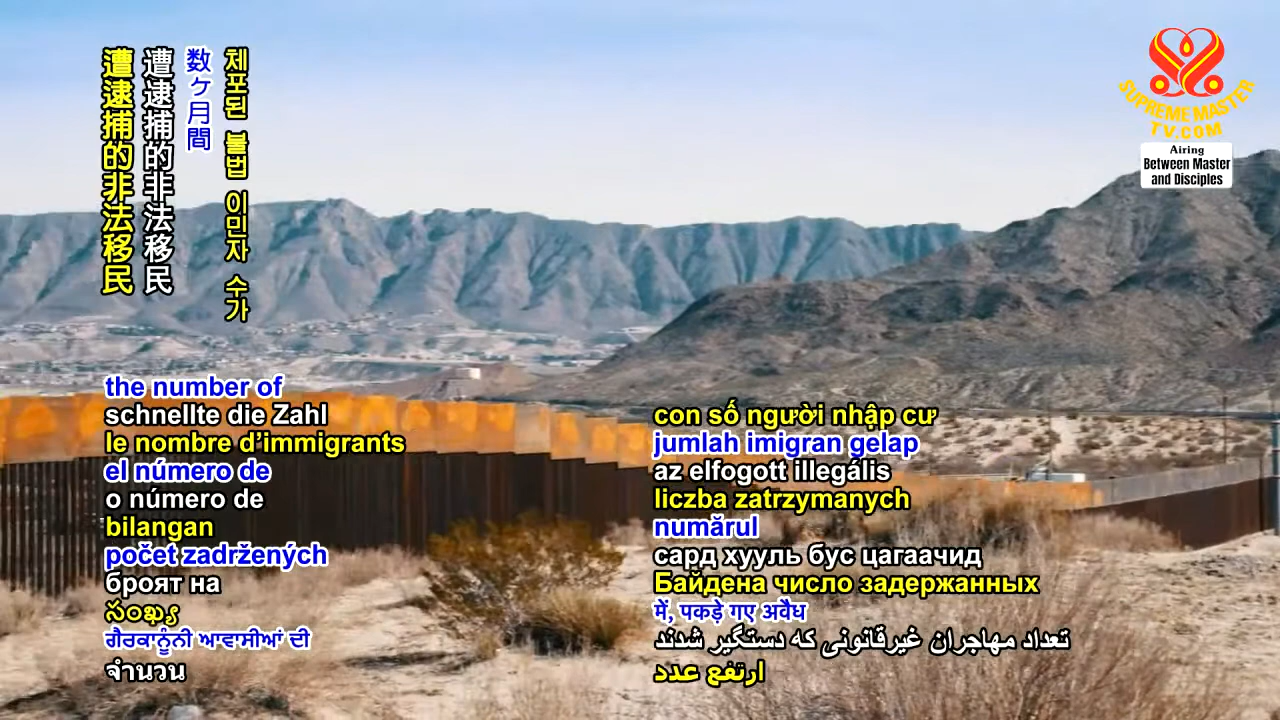 遭逮捕的非法移民
遭逮捕的非法移民
数ヶ月間
체포된 불법 이민자 수가
SUPREME MASTER
TV.COM
Airing
Between Master
and Disciples
the number of
schnellte die Zahl
le nombre d’immigrants
el número de
o número de
bilangan
počet zadržených
броят на
సంఖ్య
ਗੈਰਕਾਨੂੰਨੀ ਆਵਾਸੀਆਂ ਦੀ
จำนวน
con số người nhập cư
jumlah imigran gelap
az elfogott illegális
liczba zatrzymanych
numărul
сард хууль бус цагаачид
Байдена число задержанных
में, पकड़े गए अवैध
تعداد مهاجران غیرقانونی که دستگیر شدند
ارتفع عدد